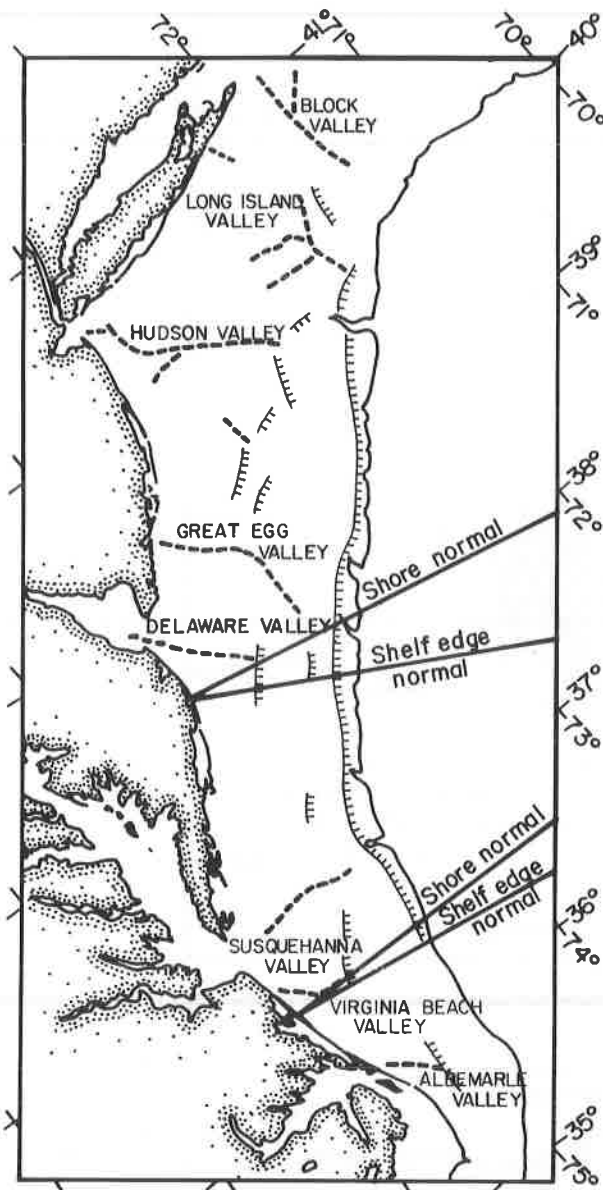 72°
41°
71°
70°
40°
70°
BLOCK
VALLEY
LONG ISLAND
VALLEY
39°
71°
HUDSON VALLEY
38°
72°
GREAT EGG
VALLEY
Shore normal
DELAWARE VALLEY
Shelf edge
normal
37°
73°
Shore normal
Shelf edge
normal
36°
74°
SUSQUEHANNA
VALLEY
VIRGINIA BEACH
VALLEY
ALBEMARLE
VALLEY
35°
75°